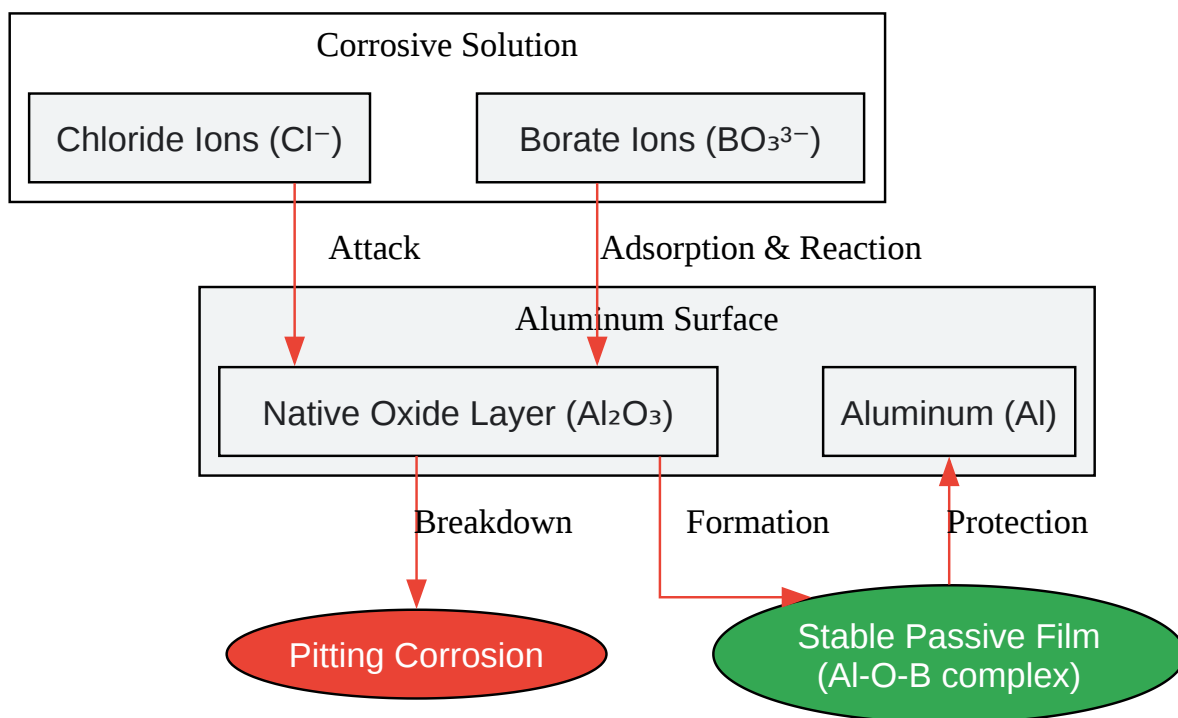 Corrosive Solution
Chloride Ions (Cl⁻)
Borate Ions (BO₃³⁻)
Attack
Adsorption & Reaction
Aluminum Surface
Native Oxide Layer (Al₂O₃)
Aluminum (Al)
Breakdown
Formation
Protection
Pitting Corrosion
Stable Passive Film
(Al-O-B complex)